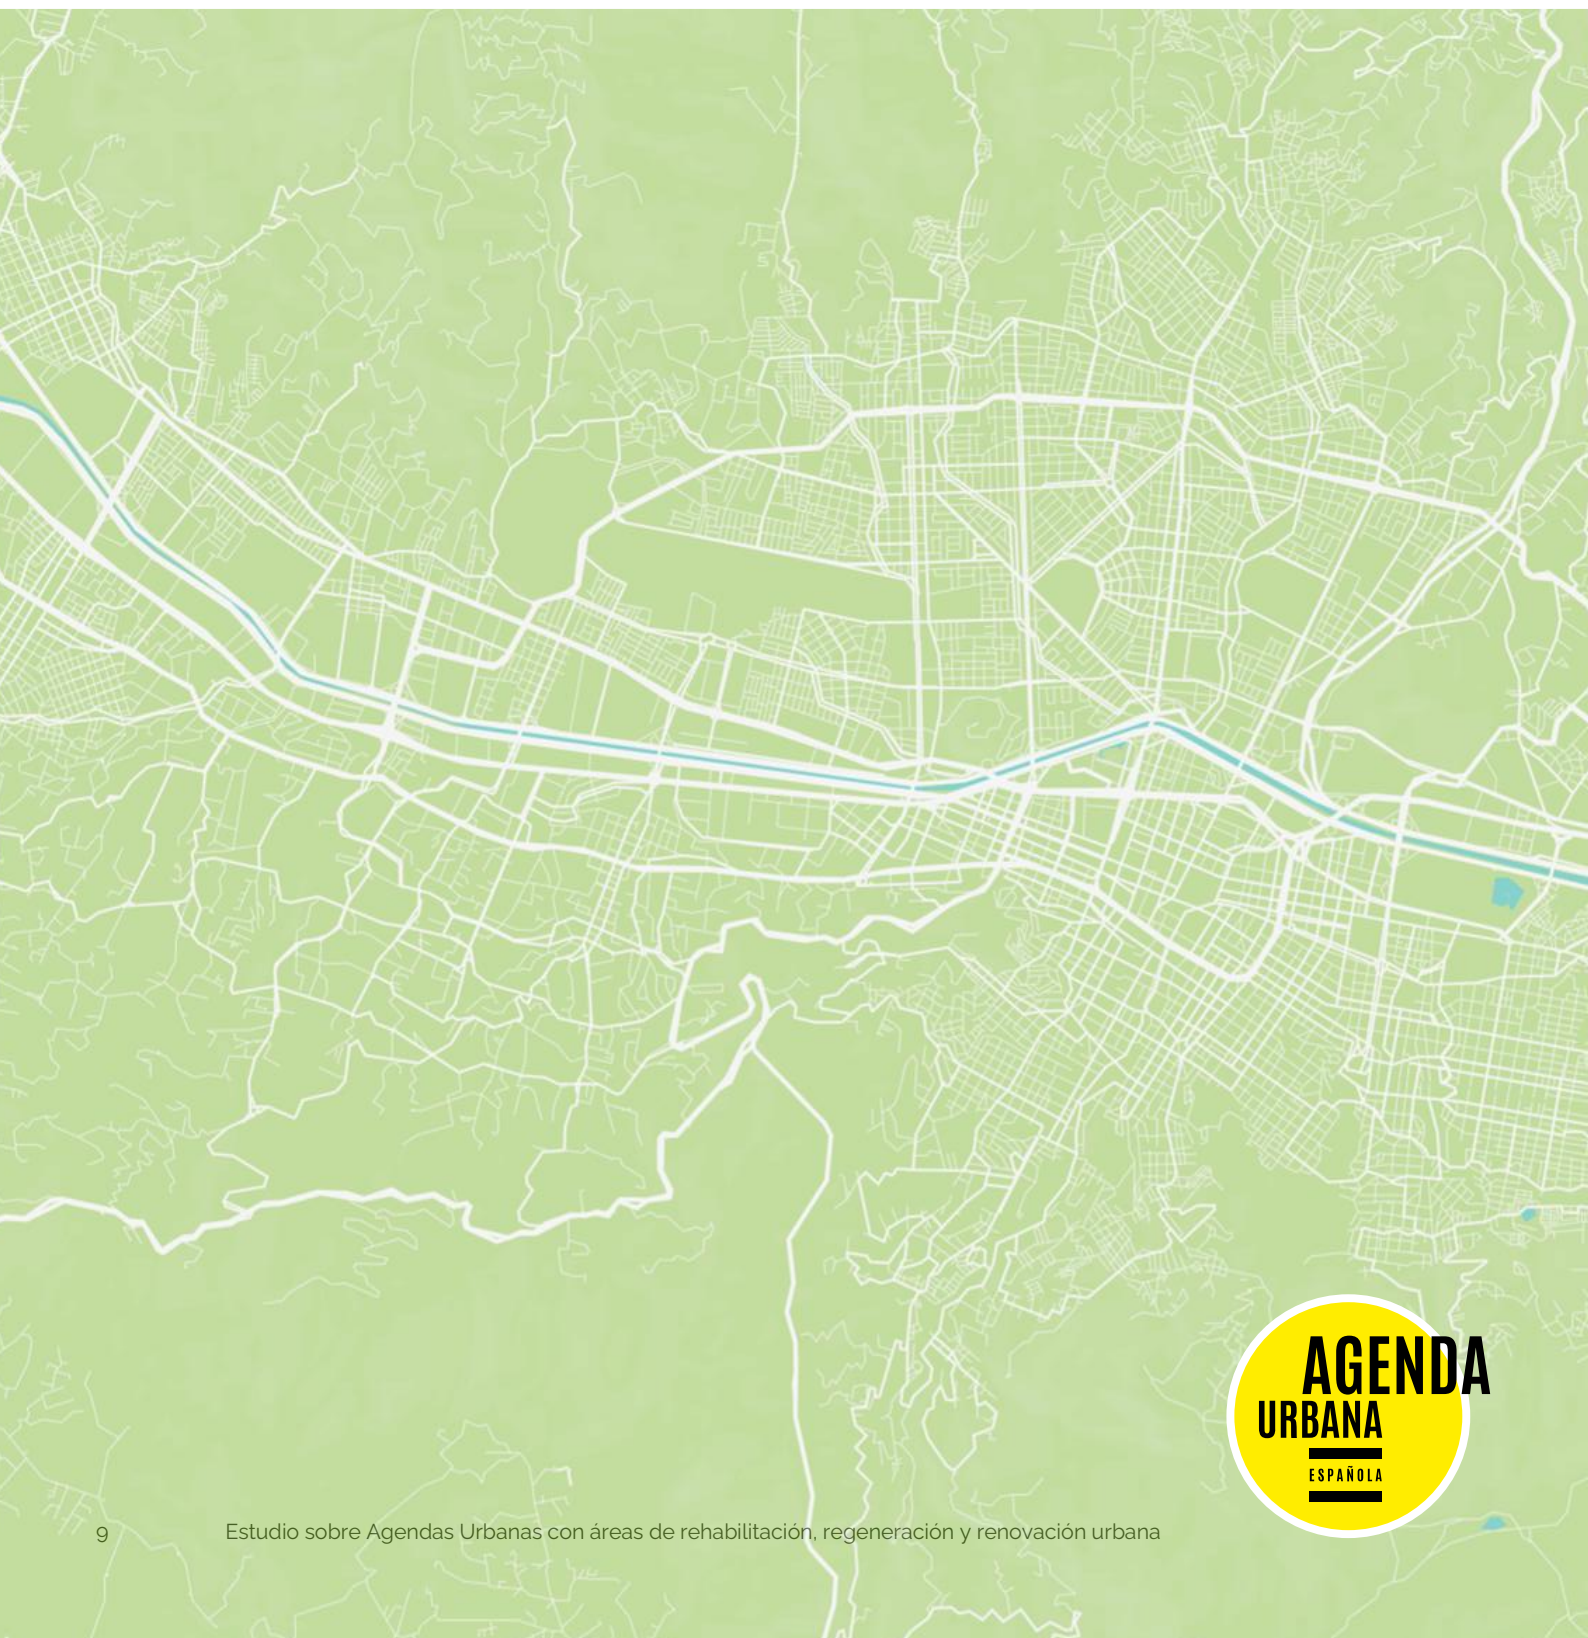 AGENDA
URBANA
ESPAÑOLA
9 Estudio sobre Agendas Urbanas con áreas de rehabilitación, regeneración y renovación urbana